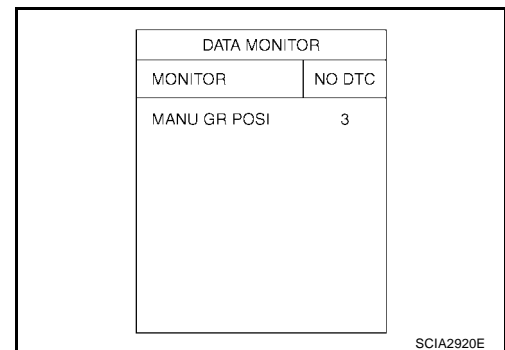 DATA MONITOR
MONITOR NO DTC
MANU GR POSI 3
SCIA2920E